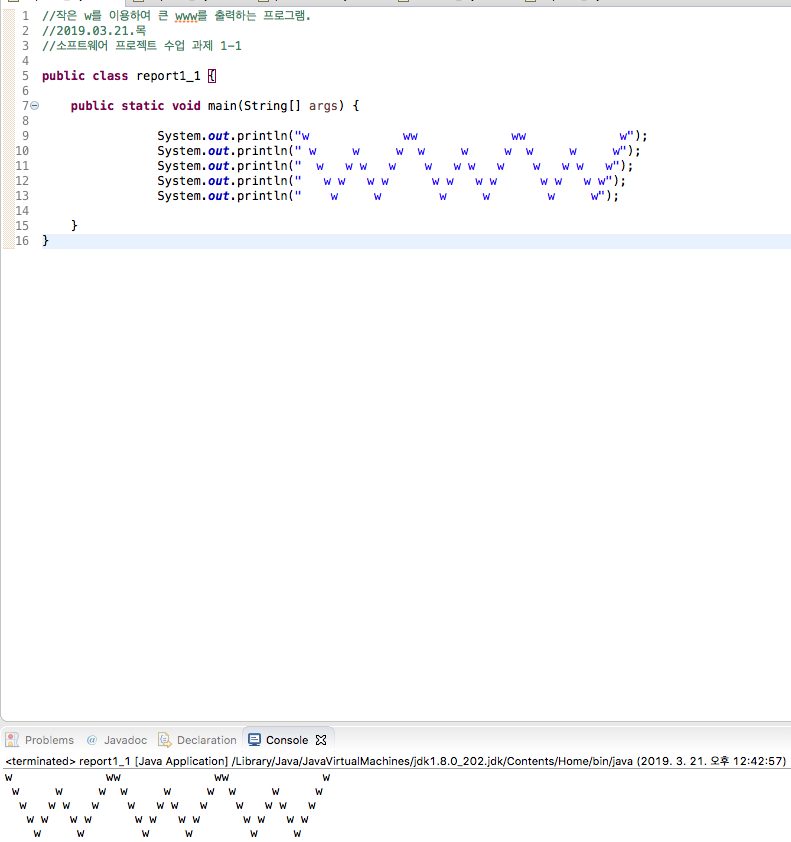 1 //작은 w를 이용하여 큰 www를 출력하는 프로그램.
2 //2019.03.21.목
3 //소프트웨어 프로젝트 수업 과제 1-1
4
5 public class report1_1 {
6
7     public static void main(String[] args) {
8
9                 System.out.println("w             ww             ww             w");
10                 System.out.println(" w     w     w  w     w     w  w     w     w");
11                 System.out.println("  w   w w   w    w   w w   w    w   w w   w");
12                 System.out.println("   w w   w w      w w   w w      w w   w w");
13                 System.out.println("    w     w        w     w        w     w");
14
15     }
16 }
Problems @ Javadoc Declaration Console
<terminated> report1_1 [Java Application] /Library/Java/JavaVirtualMachines/jdk1.8.0_202.jdk/Contents/Home/bin/java (2019. 3. 21. 오후 12:42:57)
w             ww             ww             w
 w     w     w  w     w     w  w     w     w
  w   w w   w    w   w w   w    w   w w   w
   w w   w w      w w   w w      w w   w w
    w     w        w     w        w     w